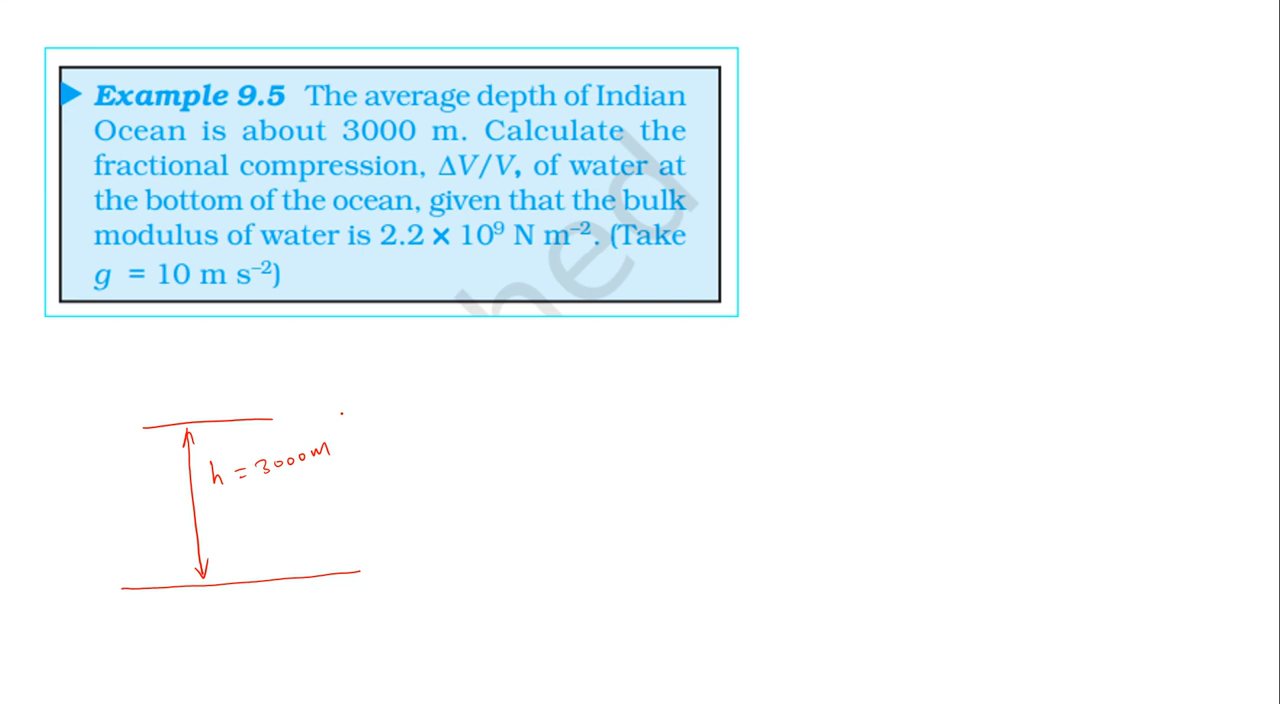 Example 9.5 The average depth of Indian
Ocean is about 3000 m. Calculate the
fractional compression, ΔV/V, of water at
the bottom of the ocean, given that the bulk
modulus of water is 2.2 × 10⁹ N m⁻². (Take
g = 10 m s⁻²)
h = 3000m